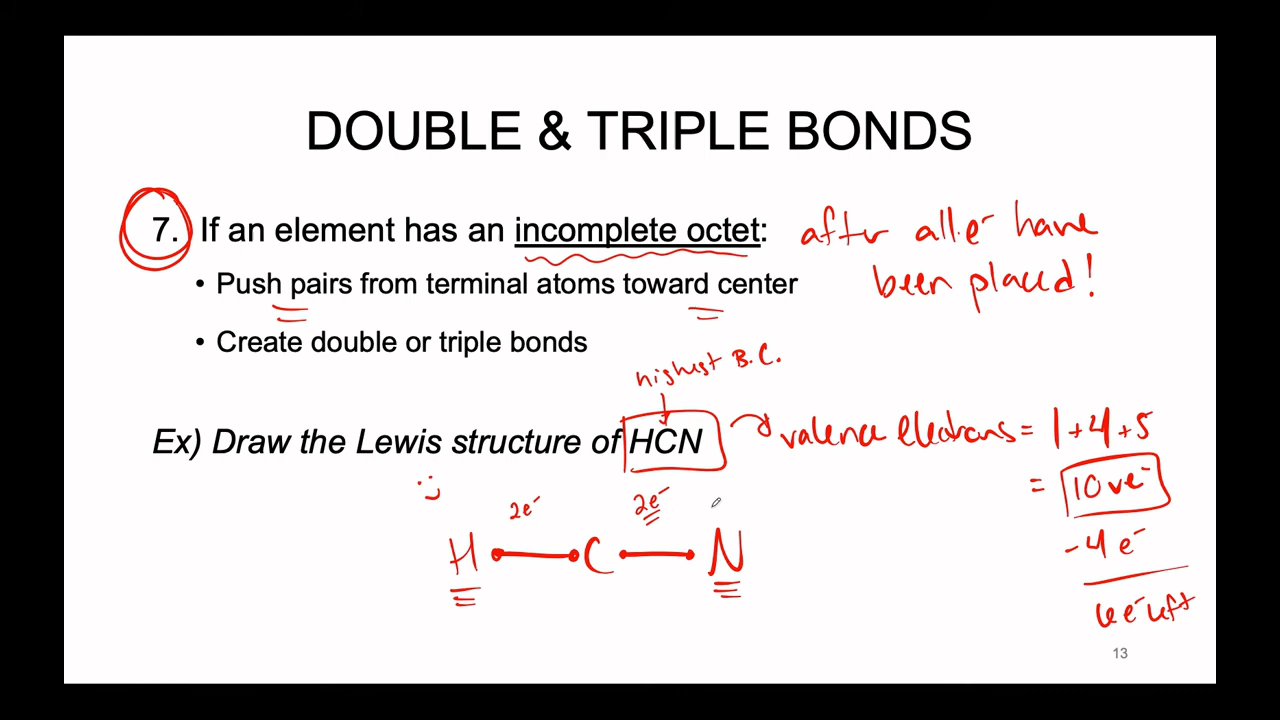 DOUBLE & TRIPLE BONDS
7. If an element has an incomplete octet: after all e⁻ have
been placed!
• Push pairs from terminal atoms toward center
• Create double or triple bonds
highest B.C.
Ex) Draw the Lewis structure of HCN valence electrons = 1+4+5
= 10 ve⁻
-4 e⁻
6 e⁻ left
2e⁻ 2e⁻
H C N
13